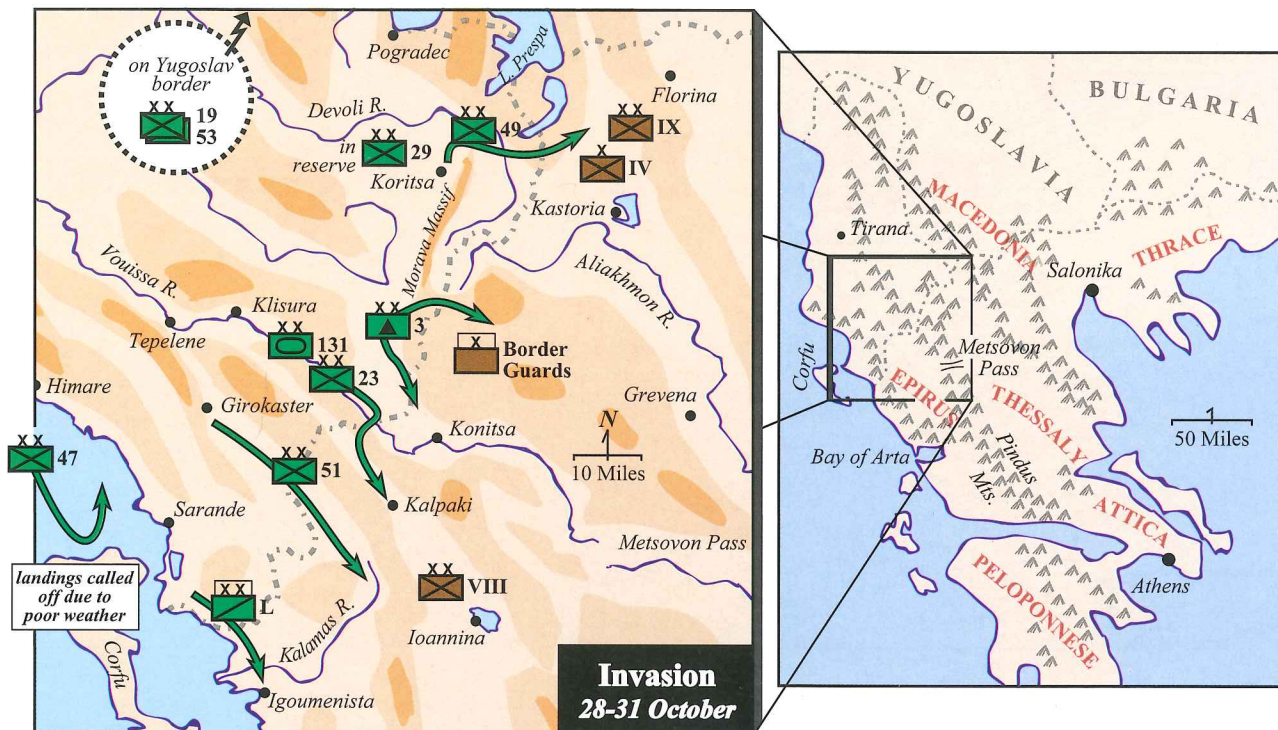 on Yugoslav
border
X X
19
53
Pogradec
L. Prespa
Florina
Devoli R.
X X
49
X X
IX
in
reserve
X X
29
X
IV
Koritsa
Kastoria
Morava Massif
Aliakhmon R.
Vouissa R.
Klisura
Tepelene
X X
131
X X
3
X
Border
Guards
X X
23
Himare
Girokaster
Grevena
Konitsa
N
10 Miles
X X
47
X X
51
Kalpaki
Sarande
Metsovon Pass
landings called
off due to
poor weather
X X
L
X X
VIII
Kalamas R.
Ioannina
Corfu
Igoumenista
Invasion
28-31 October
YUGOSLAVIA
BULGARIA
MACEDONIA
Tirana
THRACE
Salonika
Corfu
Metsovon
Pass
EPIRUS
THESSALY
50 Miles
Bay of Arta
Pindus
Mts.
ATTICA
Athens
PELOPONNESE